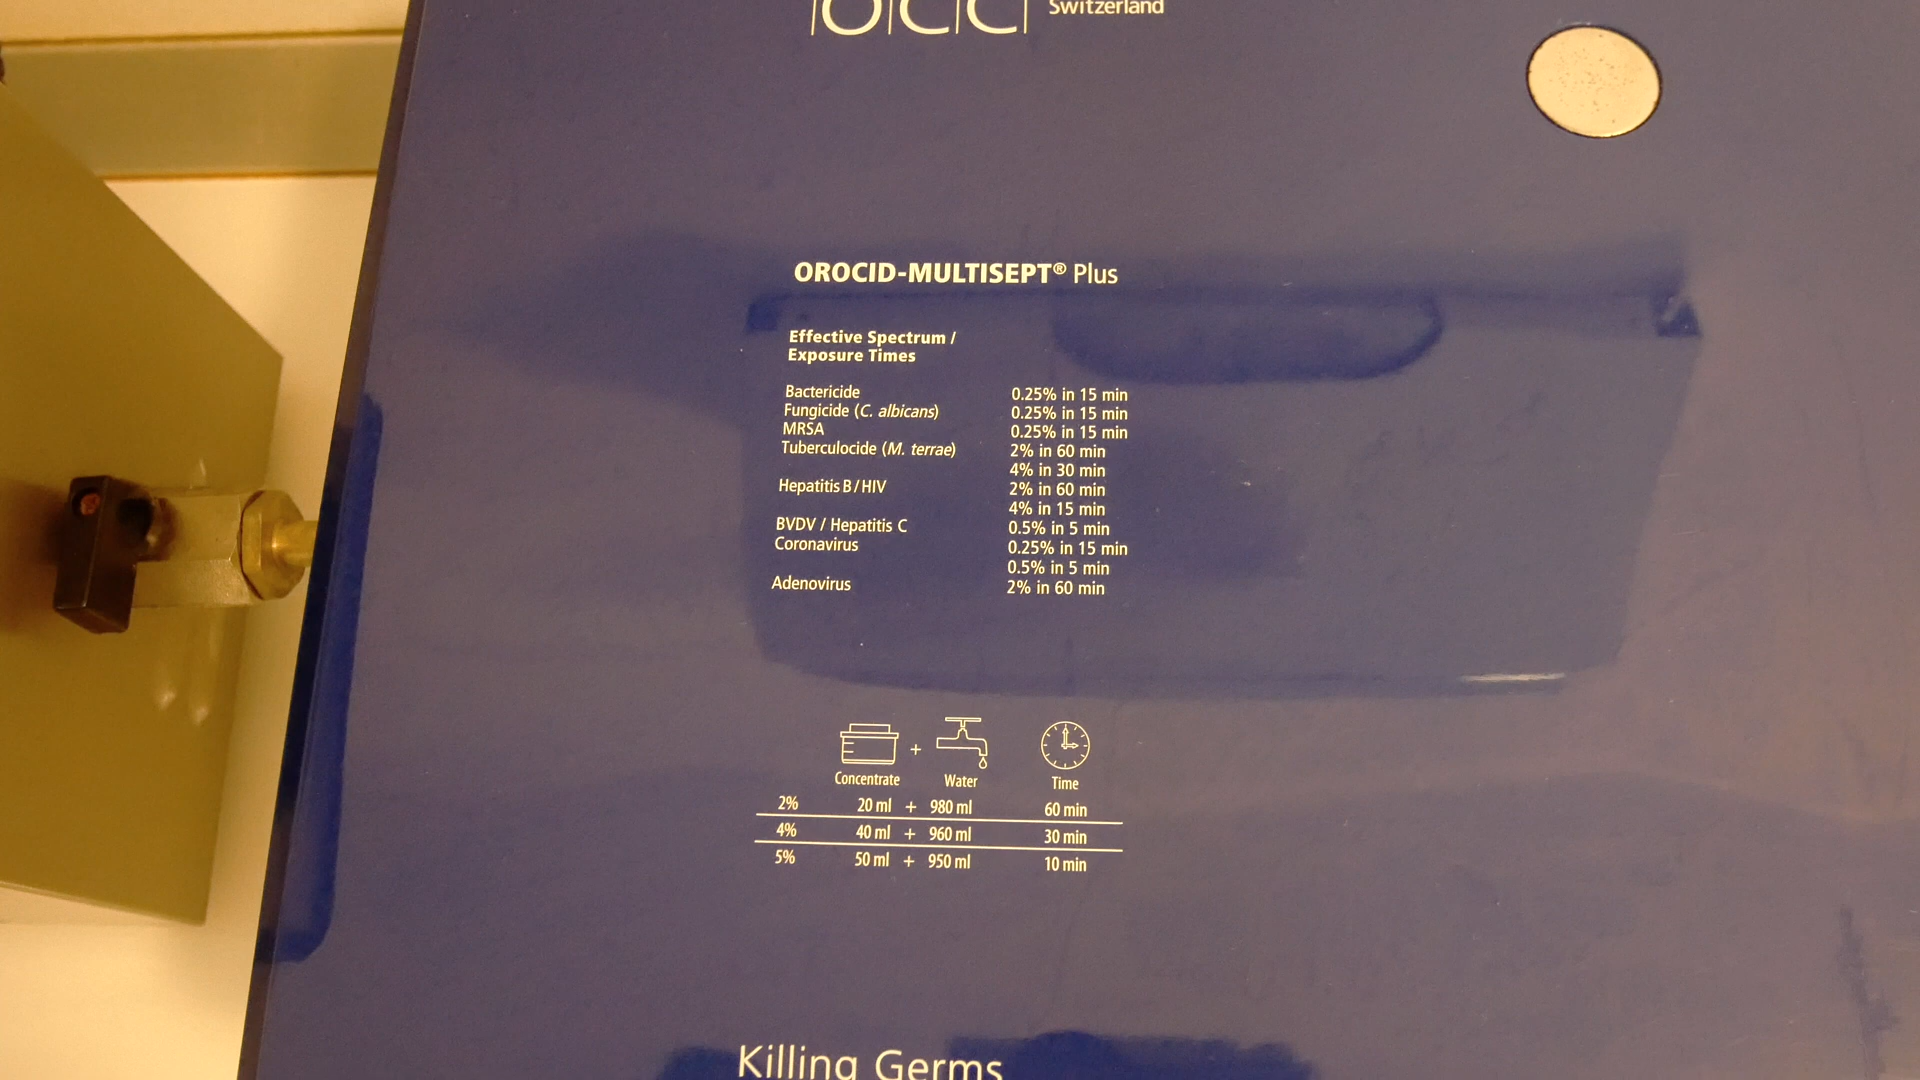 occ Switzerland
OROCID-MULTISEPT® Plus
Effective Spectrum /
Exposure Times
Bactericide 0.25% in 15 min
Fungicide (C. albicans) 0.25% in 15 min
MRSA 0.25% in 15 min
Tuberculocide (M. terrae) 2% in 60 min
4% in 30 min
Hepatitis B / HIV 2% in 60 min
4% in 15 min
BVDV / Hepatitis C 0.5% in 5 min
Coronavirus 0.25% in 15 min
0.5% in 5 min
Adenovirus 2% in 60 min
+
Concentrate Water Time
2% 20 ml + 980 ml 60 min
4% 40 ml + 960 ml 30 min
5% 50 ml + 950 ml 10 min
Killing Germs